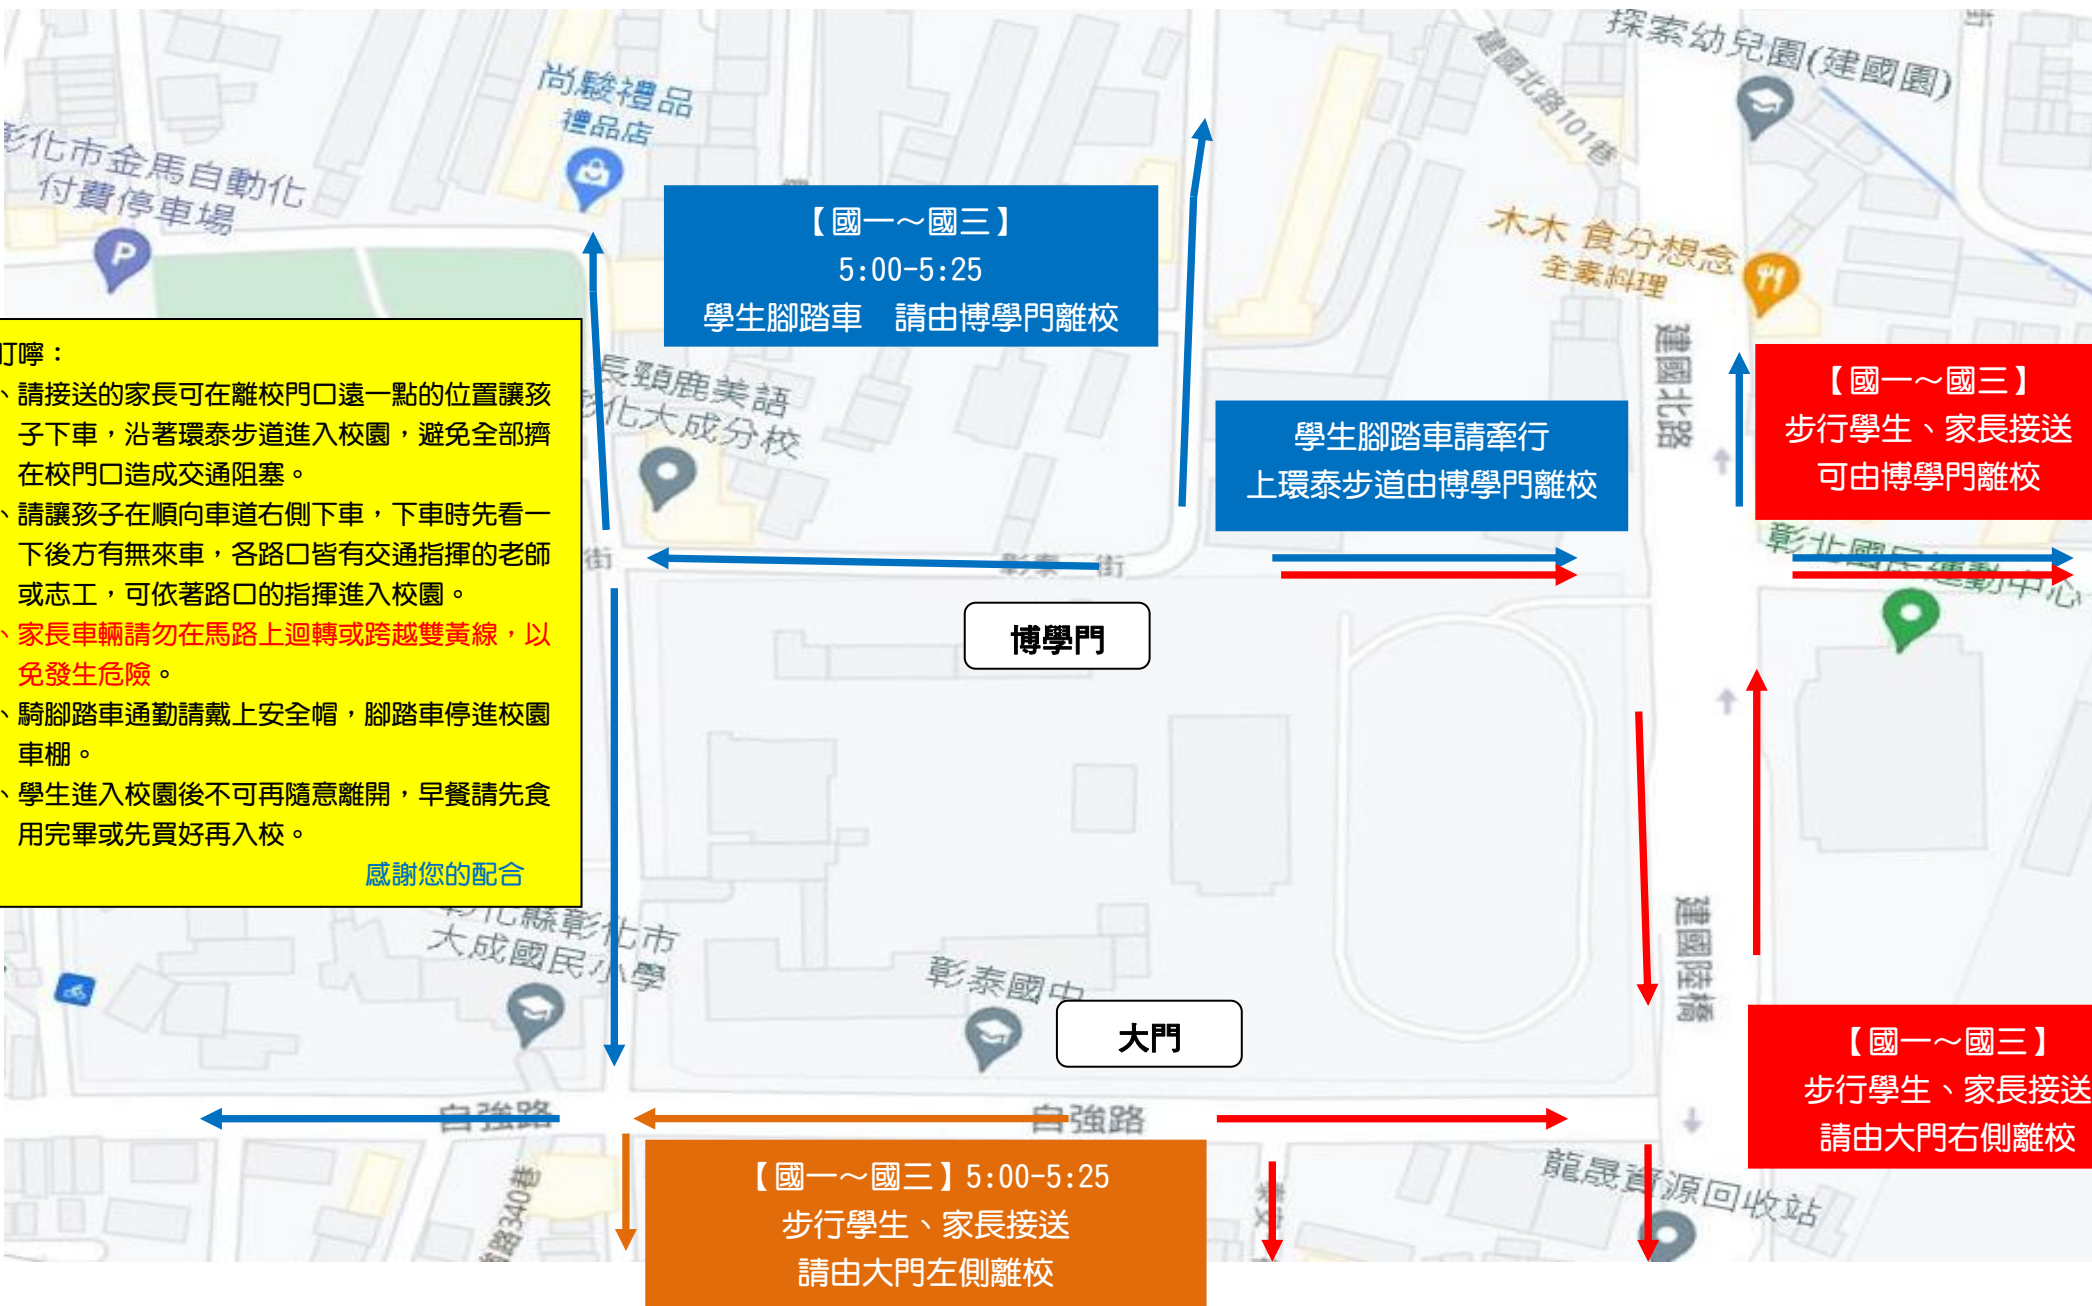 探索幼兒園(建國園)
建國北路101巷
尚駿禮品
禮品店
彰化市金馬自動化
付費停車場
【國一～國三】
5:00-5:25
學生腳踏車　請由博學門離校
木木 食分想念
全素料理
建國北路
叮嚀：
、請接送的家長可在離校門口遠一點的位置讓孩
子下車，沿著環泰步道進入校園，避免全部擠
在校門口造成交通阻塞。
、請讓孩子在順向車道右側下車，下車時先看一
下後方有無來車，各路口皆有交通指揮的老師
或志工，可依著路口的指揮進入校園。
、家長車輛請勿在馬路上迴轉或跨越雙黃線，以
免發生危險。
、騎腳踏車通勤請戴上安全帽，腳踏車停進校園
車棚。
、學生進入校園後不可再隨意離開，早餐請先食
用完畢或先買好再入校。
感謝您的配合
長頸鹿美語
彰化大成分校
學生腳踏車請牽行
上環泰步道由博學門離校
【國一～國三】
步行學生、家長接送
可由博學門離校
街
彰泰 街
彰北國民運動中心
博學門
彰化縣彰化市
大成國民小學
彰泰國中
大門
建國陸橋
【國一～國三】
步行學生、家長接送
請由大門右側離校
自強路
自強路
【國一～國三】5:00-5:25
步行學生、家長接送
請由大門左側離校
強路340巷
龍晟資源回收站